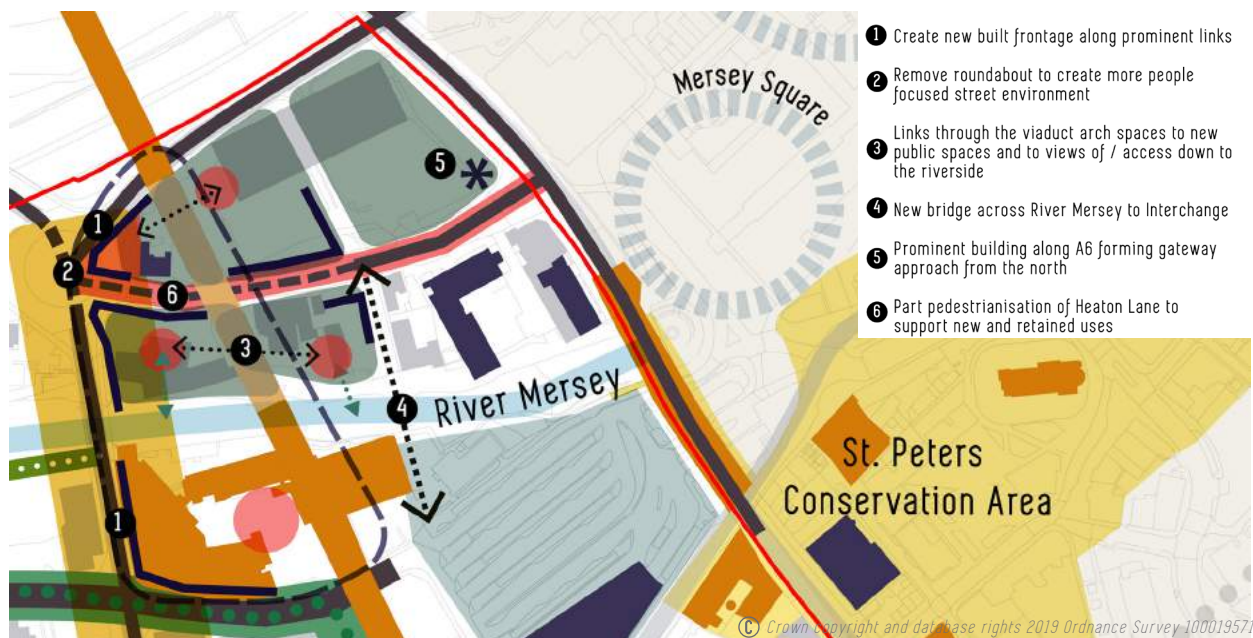 1 Create new built frontage along prominent links
2 Remove roundabout to create more people
focused street environment
3 Links through the viaduct arch spaces to new
public spaces and to views of / access down to
the riverside
4 New bridge across River Mersey to Interchange
5 Prominent building along A6 forming gateway
approach from the north
6 Part pedestrianisation of Heaton Lane to
support new and retained uses
Mersey Square
5
1
2
6
3
4
River Mersey
St. Peters
Conservation Area
1
© Crown copyright and database rights 2019 Ordnance Survey 100019571